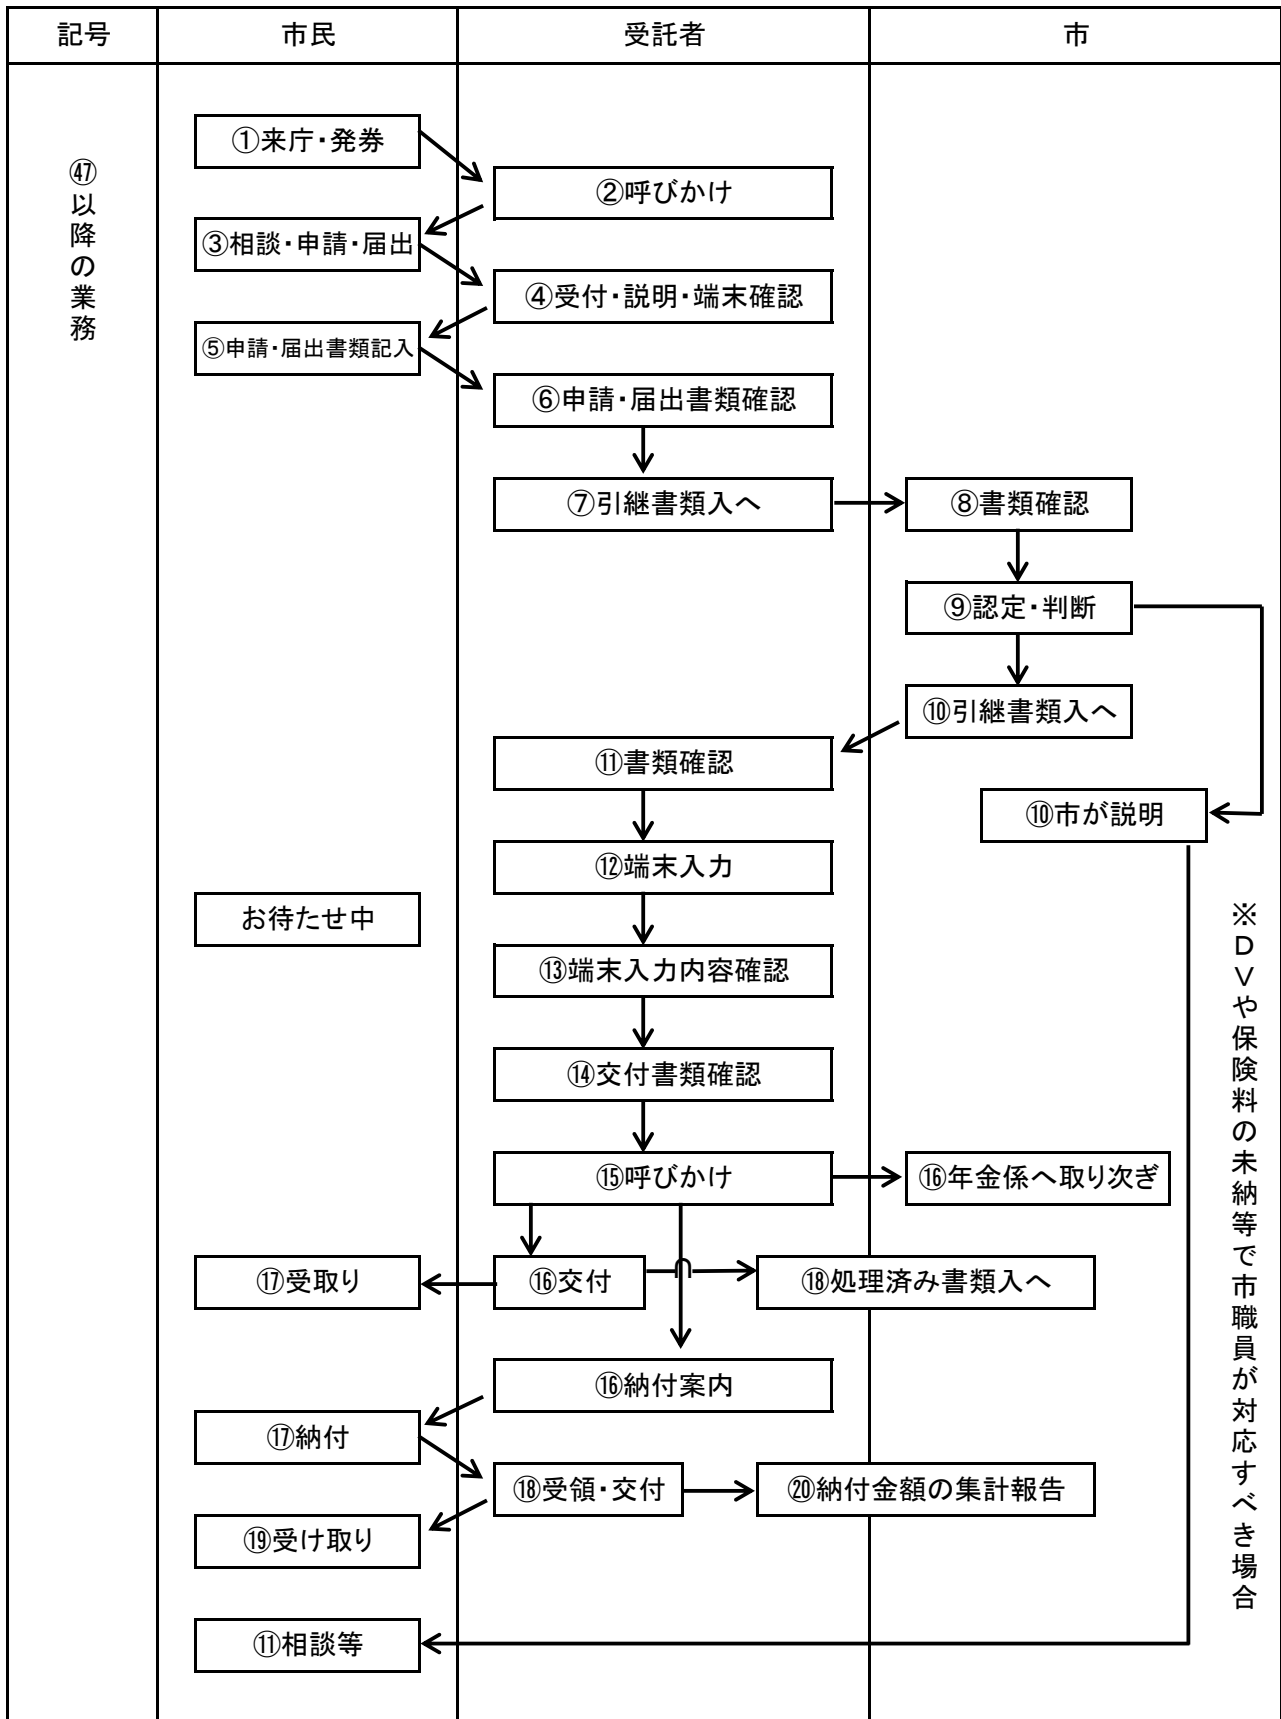 記号
市民
受託者
市
㊼以降の業務
①来庁・発券
②呼びかけ
③相談・申請・届出
④受付・説明・端末確認
⑤申請・届出書類記入
⑥申請・届出書類確認
⑦引継書類入へ
⑧書類確認
⑨認定・判断
⑩引継書類入へ
⑪書類確認
⑩市が説明
⑫端末入力
お待たせ中
※DVや保険料の未納等で市職員が対応すべき場合
⑬端末入力内容確認
⑭交付書類確認
⑮呼びかけ
⑯年金係へ取り次ぎ
⑰受取り
⑯交付
⑱処理済み書類入へ
⑯納付案内
⑰納付
⑱受領・交付
⑳納付金額の集計報告
⑲受け取り
⑪相談等